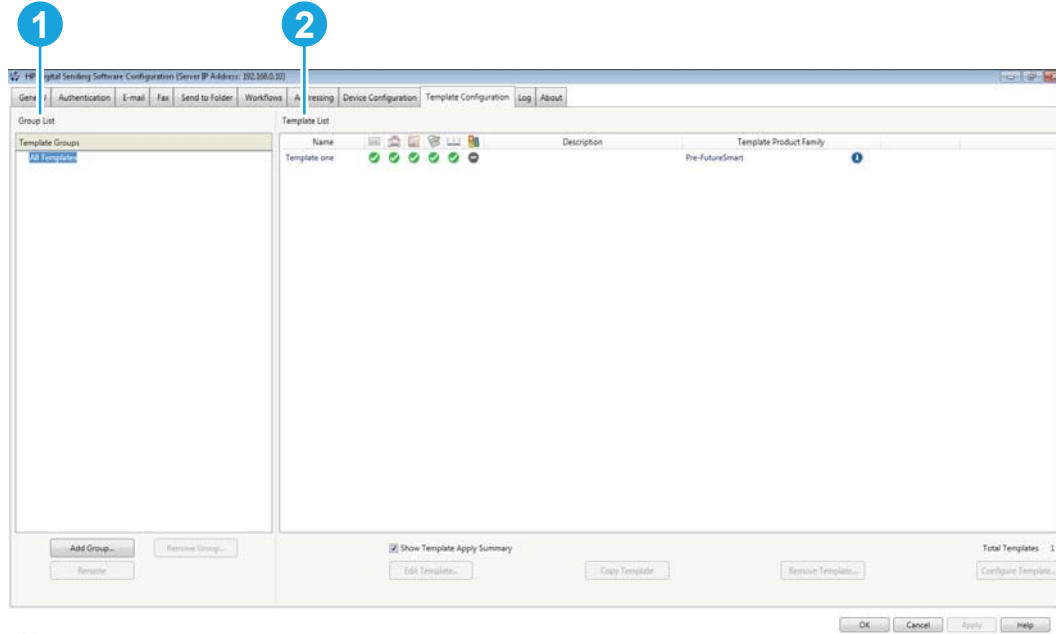 1 2
HP Digital Sending Software Configuration (Server IP Address: 192.168.0.10)
General Authentication E-mail Fax Send to Folder Workflows Addressing Device Configuration Template Configuration Log About
Group List Template List
Template Groups Name Description Template Product Family
All Templates Template one Pre-FutureSmart
Add Group... Remove Group... Show Template Apply Summary Total Templates 1
Rename Edit Template... Copy Template Remove Template... Configure Template...
OK Cancel Apply Help